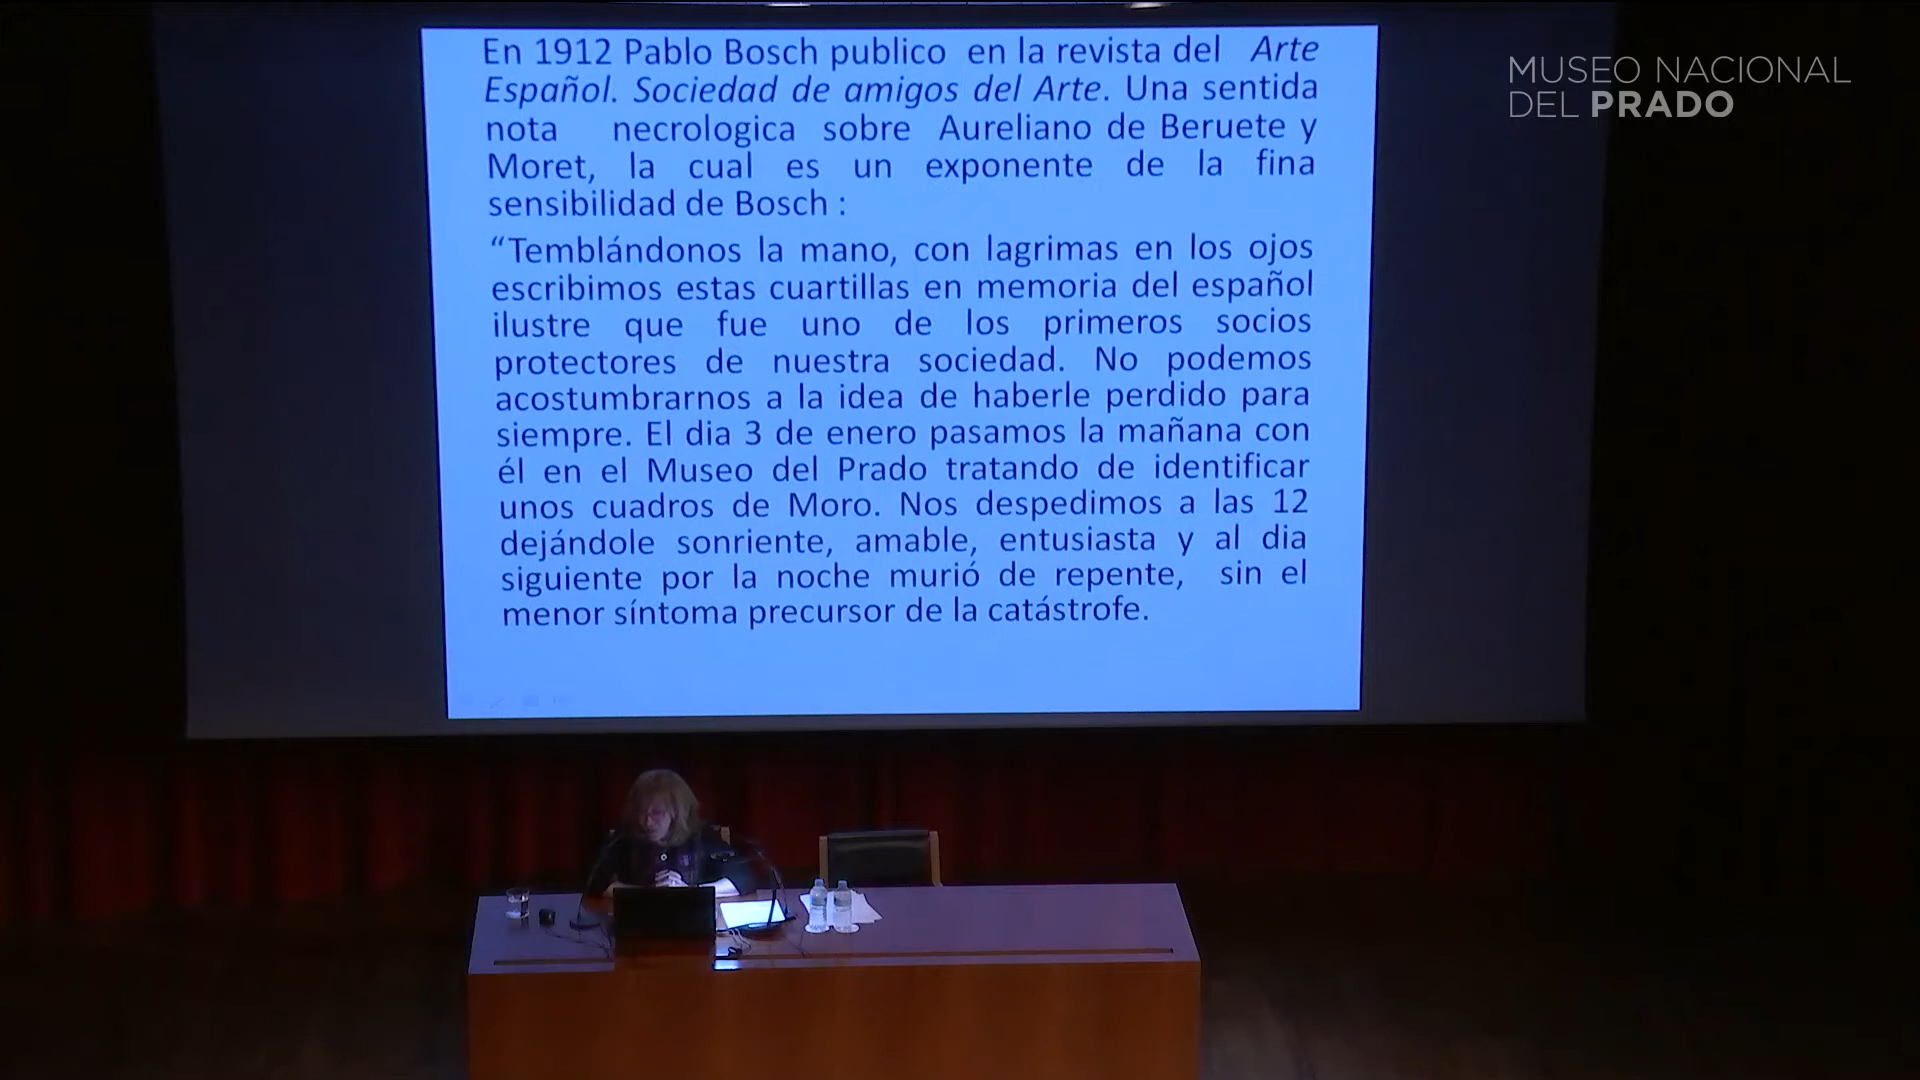 En 1912 Pablo Bosch publico en la revista del Arte
Español. Sociedad de amigos del Arte. Una sentida
nota necrologica sobre Aureliano de Beruete y
Moret, la cual es un exponente de la fina
sensibilidad de Bosch :
“Temblándonos la mano, con lagrimas en los ojos
escribimos estas cuartillas en memoria del español
ilustre que fue uno de los primeros socios
protectores de nuestra sociedad. No podemos
acostumbrarnos a la idea de haberle perdido para
siempre. El dia 3 de enero pasamos la mañana con
él en el Museo del Prado tratando de identificar
unos cuadros de Moro. Nos despedimos a las 12
dejándole sonriente, amable, entusiasta y al dia
siguiente por la noche murió de repente, sin el
menor síntoma precursor de la catástrofe.
MUSEO NACIONAL
DEL PRADO